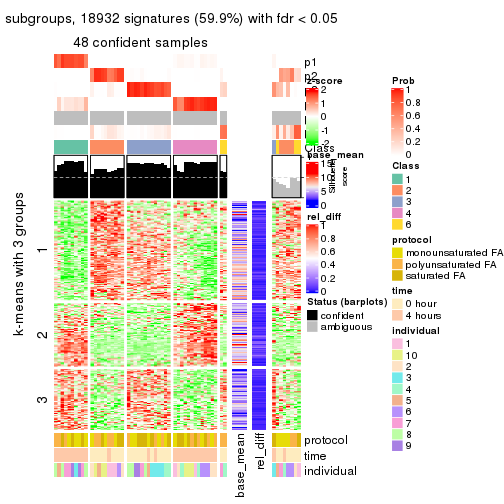 subgroups, 18932 signatures (59.9%) with fdr < 0.05
48 confident samples
p1
p2
z-score
2
1
0
-1
-2
Class
base_mean
15
10
5
0
silhouette
score
rel_diff
1
0.8
0.6
0.4
0.2
0
Status (barplots)
confident
ambiguous
Prob
1
0.8
0.6
0.4
0.2
0
Class
1
2
3
4
6
protocol
monounsaturated FA
polyunsaturated FA
saturated FA
time
0 hour
4 hours
individual
1
10
2
3
4
5
6
7
8
9
k-means with 3 groups
1
2
3
protocol
time
individual
base_mean
rel_diff